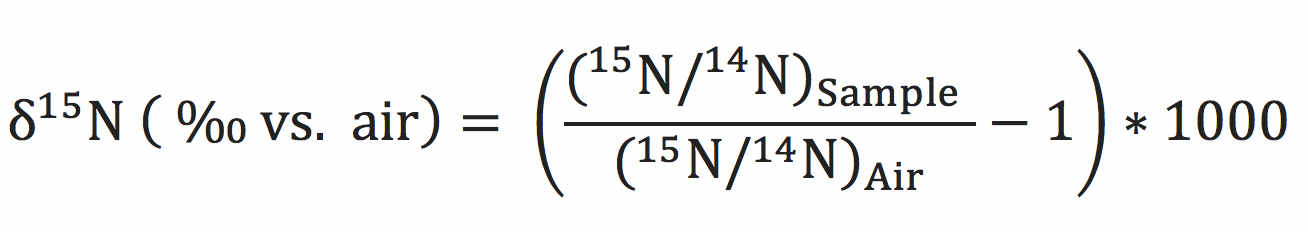 δ¹⁵N ( ‰ vs. air) = ( (¹⁵N/¹⁴N)Sample / (¹⁵N/¹⁴N)Air − 1 ) * 1000